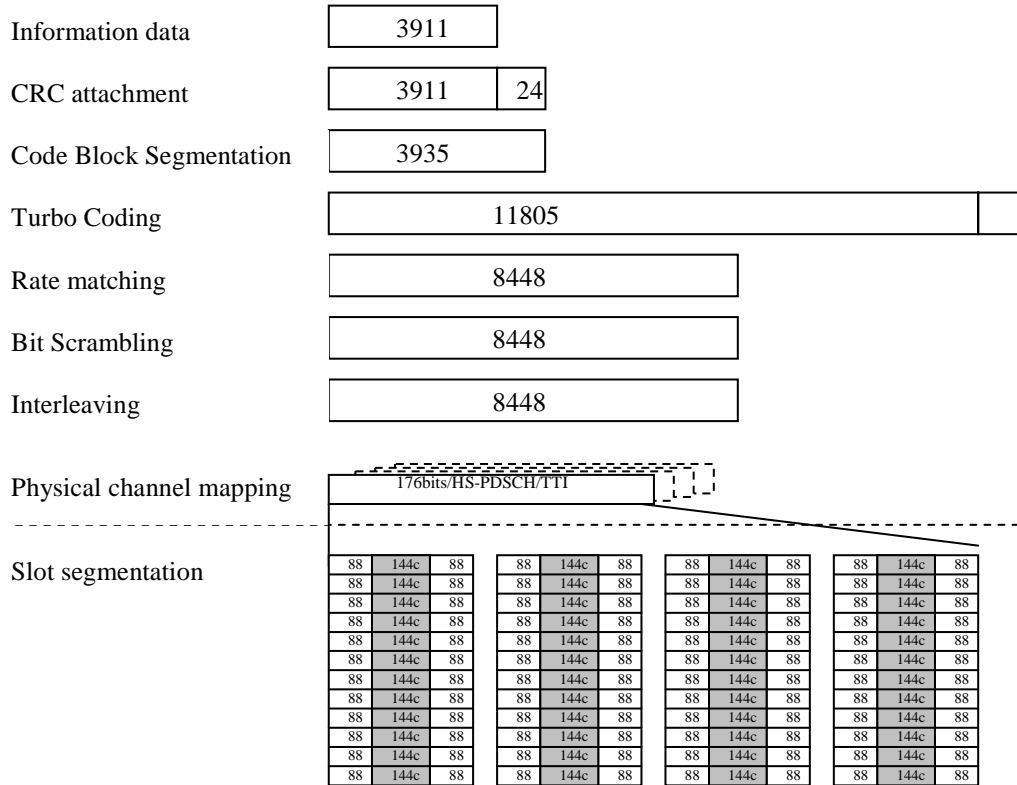 Information data 3911
CRC attachment 3911 24
Code Block Segmentation 3935
Turbo Coding 11805
Rate matching 8448
Bit Scrambling 8448
Interleaving 8448
Physical channel mapping 176bits/HS-PDSCH/TTI
Slot segmentation
88 144c 88 88 144c 88 88 144c 88 88 144c 88
88 144c 88 88 144c 88 88 144c 88 88 144c 88
88 144c 88 88 144c 88 88 144c 88 88 144c 88
88 144c 88 88 144c 88 88 144c 88 88 144c 88
88 144c 88 88 144c 88 88 144c 88 88 144c 88
88 144c 88 88 144c 88 88 144c 88 88 144c 88
88 144c 88 88 144c 88 88 144c 88 88 144c 88
88 144c 88 88 144c 88 88 144c 88 88 144c 88
88 144c 88 88 144c 88 88 144c 88 88 144c 88
88 144c 88 88 144c 88 88 144c 88 88 144c 88
88 144c 88 88 144c 88 88 144c 88 88 144c 88
88 144c 88 88 144c 88 88 144c 88 88 144c 88